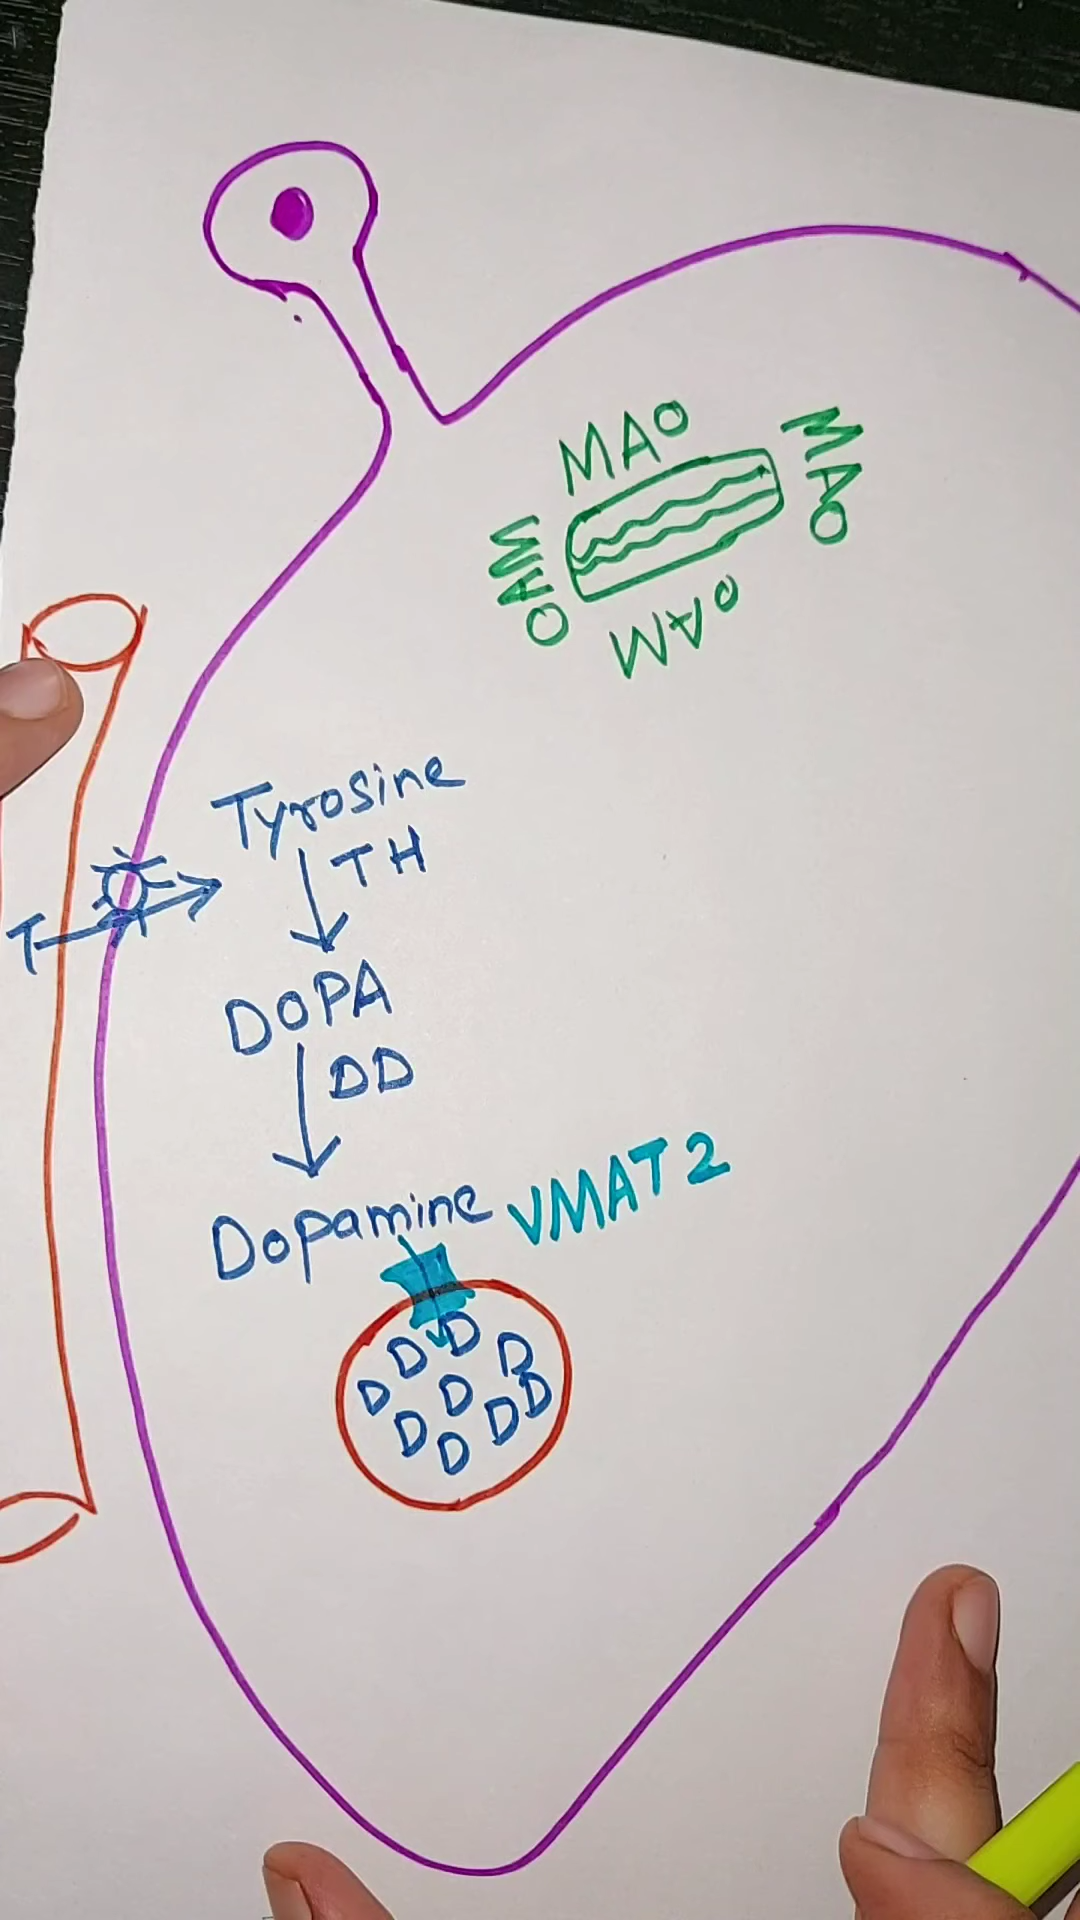 MAO
MAO
MAO
MAO
Tyrosine
TH
T
DOPA
DD
Dopamine VMAT2
D D D
D D D
D D
D